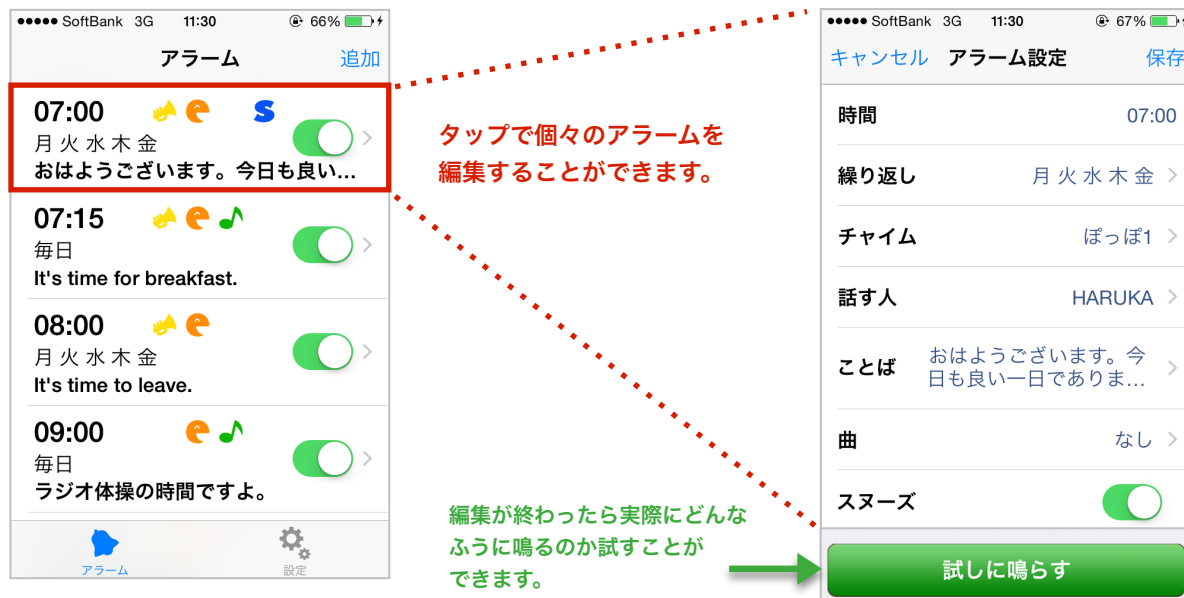 SoftBank 3G 11:30 66%
アラーム 追加
07:00
月 火 水 木 金
おはようございます。今日も良い...
07:15
毎日
It's time for breakfast.
08:00
月 火 水 木 金
It's time to leave.
09:00
毎日
ラジオ体操の時間ですよ。
アラーム 設定
タップで個々のアラームを
編集することができます。
編集が終わったら実際にどんな
ふうに鳴るのか試すことが
できます。
SoftBank 3G 11:30 67%
キャンセル アラーム設定 保存
時間 07:00
繰り返し 月 火 水 木 金
チャイム ぽっぽ1
話す人 HARUKA
ことば おはようございます。今
日も良い一日でありま...
曲 なし
スヌーズ
試しに鳴らす